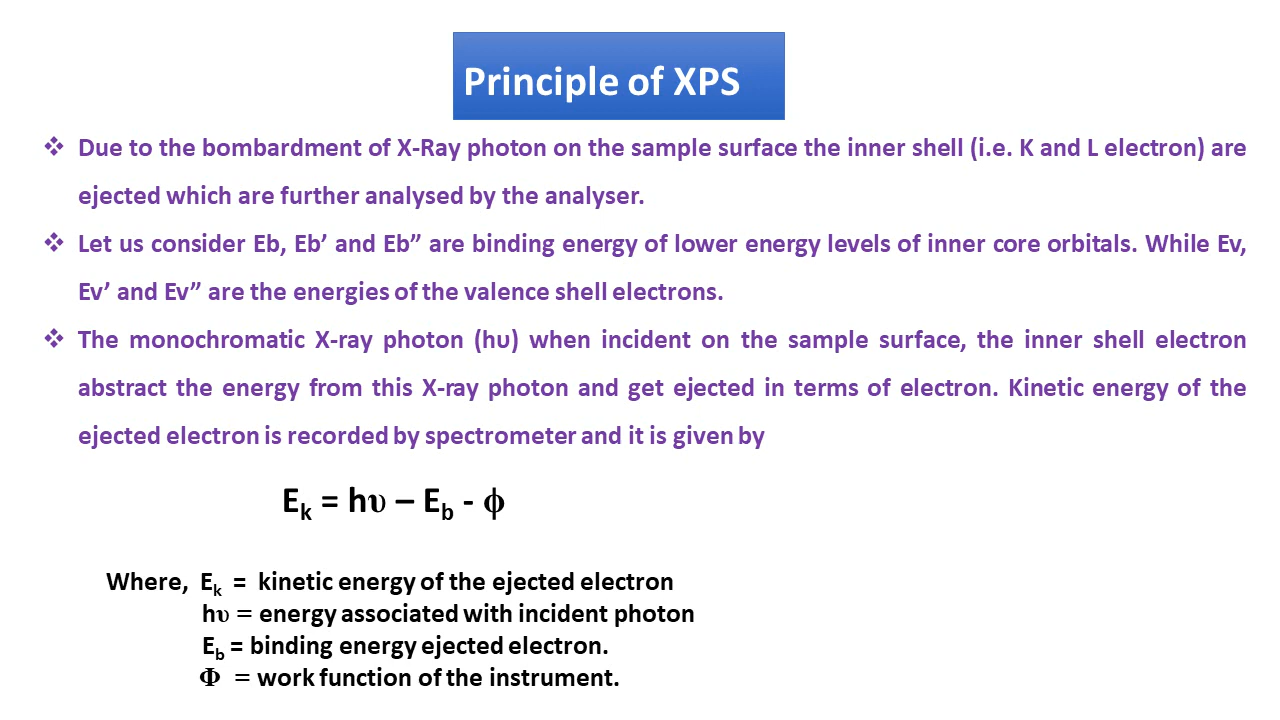 Principle of XPS
❖ Due to the bombardment of X-Ray photon on the sample surface the inner shell (i.e. K and L electron) are
ejected which are further analysed by the analyser.
❖ Let us consider Eb, Eb’ and Eb” are binding energy of lower energy levels of inner core orbitals. While Ev,
Ev’ and Ev” are the energies of the valence shell electrons.
❖ The monochromatic X-ray photon (hυ) when incident on the sample surface, the inner shell electron
abstract the energy from this X-ray photon and get ejected in terms of electron. Kinetic energy of the
ejected electron is recorded by spectrometer and it is given by
Eₖ = hυ – E_b - ϕ
Where, Eₖ = kinetic energy of the ejected electron
hυ = energy associated with incident photon
E_b = binding energy ejected electron.
Φ = work function of the instrument.